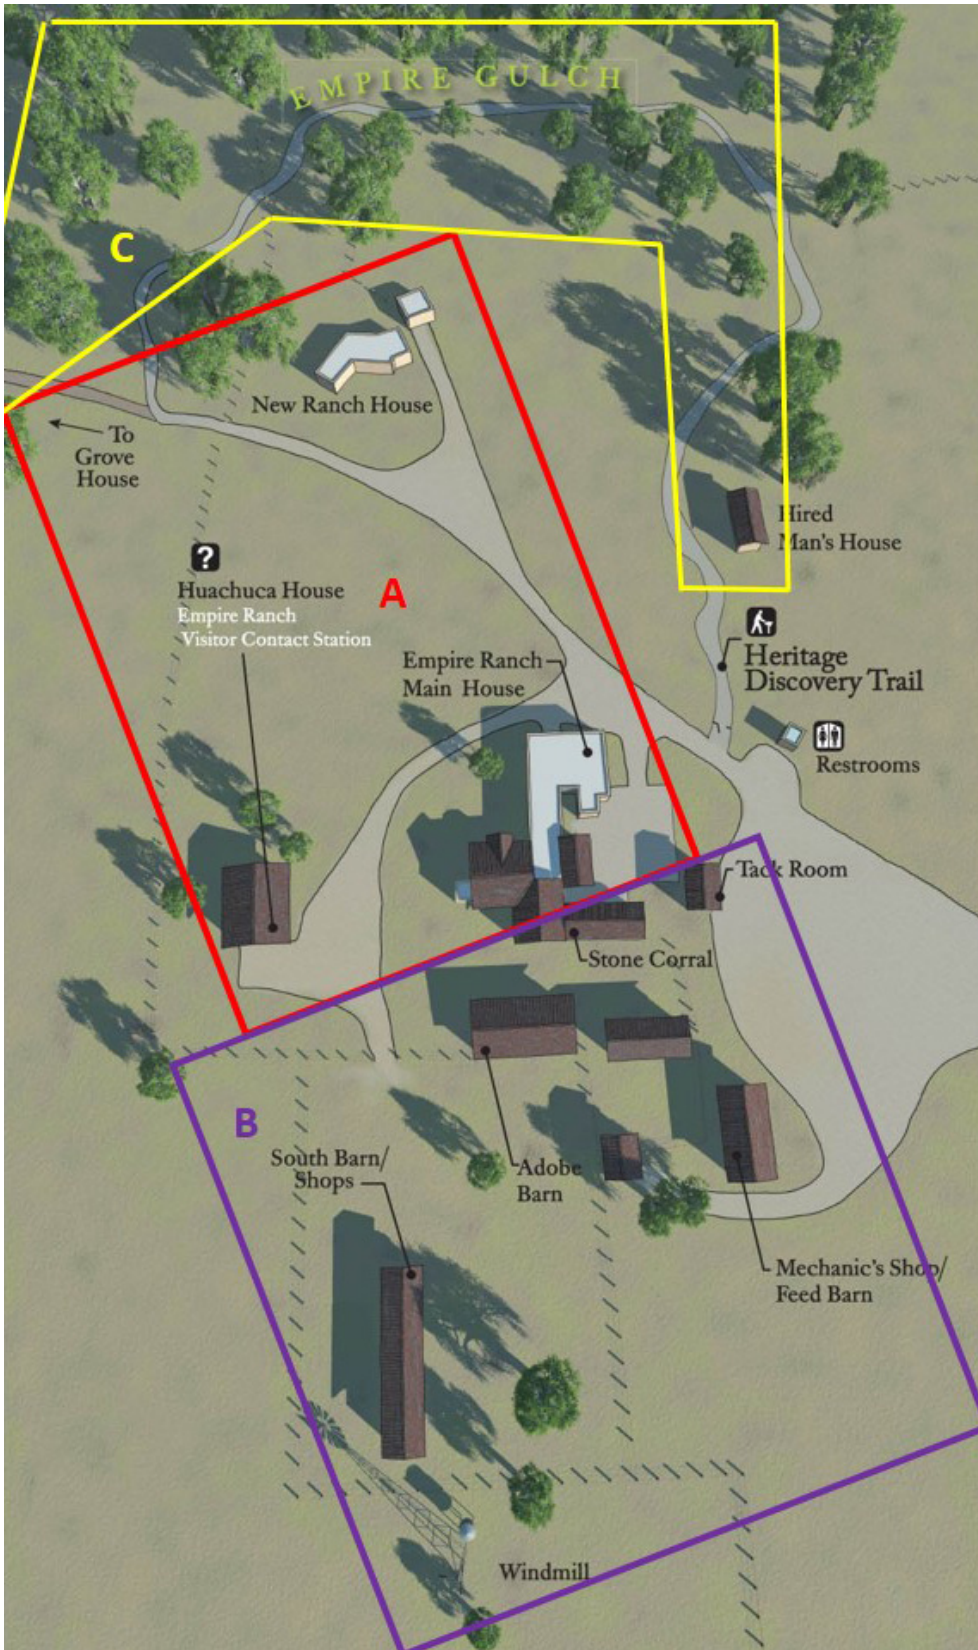 EMPIRE GULCH
C
New Ranch House
To
Grove
House
?
Huachuca House
Empire Ranch
Visitor Contact Station
A
Hired
Man's House
Empire Ranch
Main House
Heritage
Discovery Trail
Restrooms
Tack Room
Stone Corral
B
South Barn/
Shops
Adobe
Barn
Mechanic's Shop/
Feed Barn
Windmill